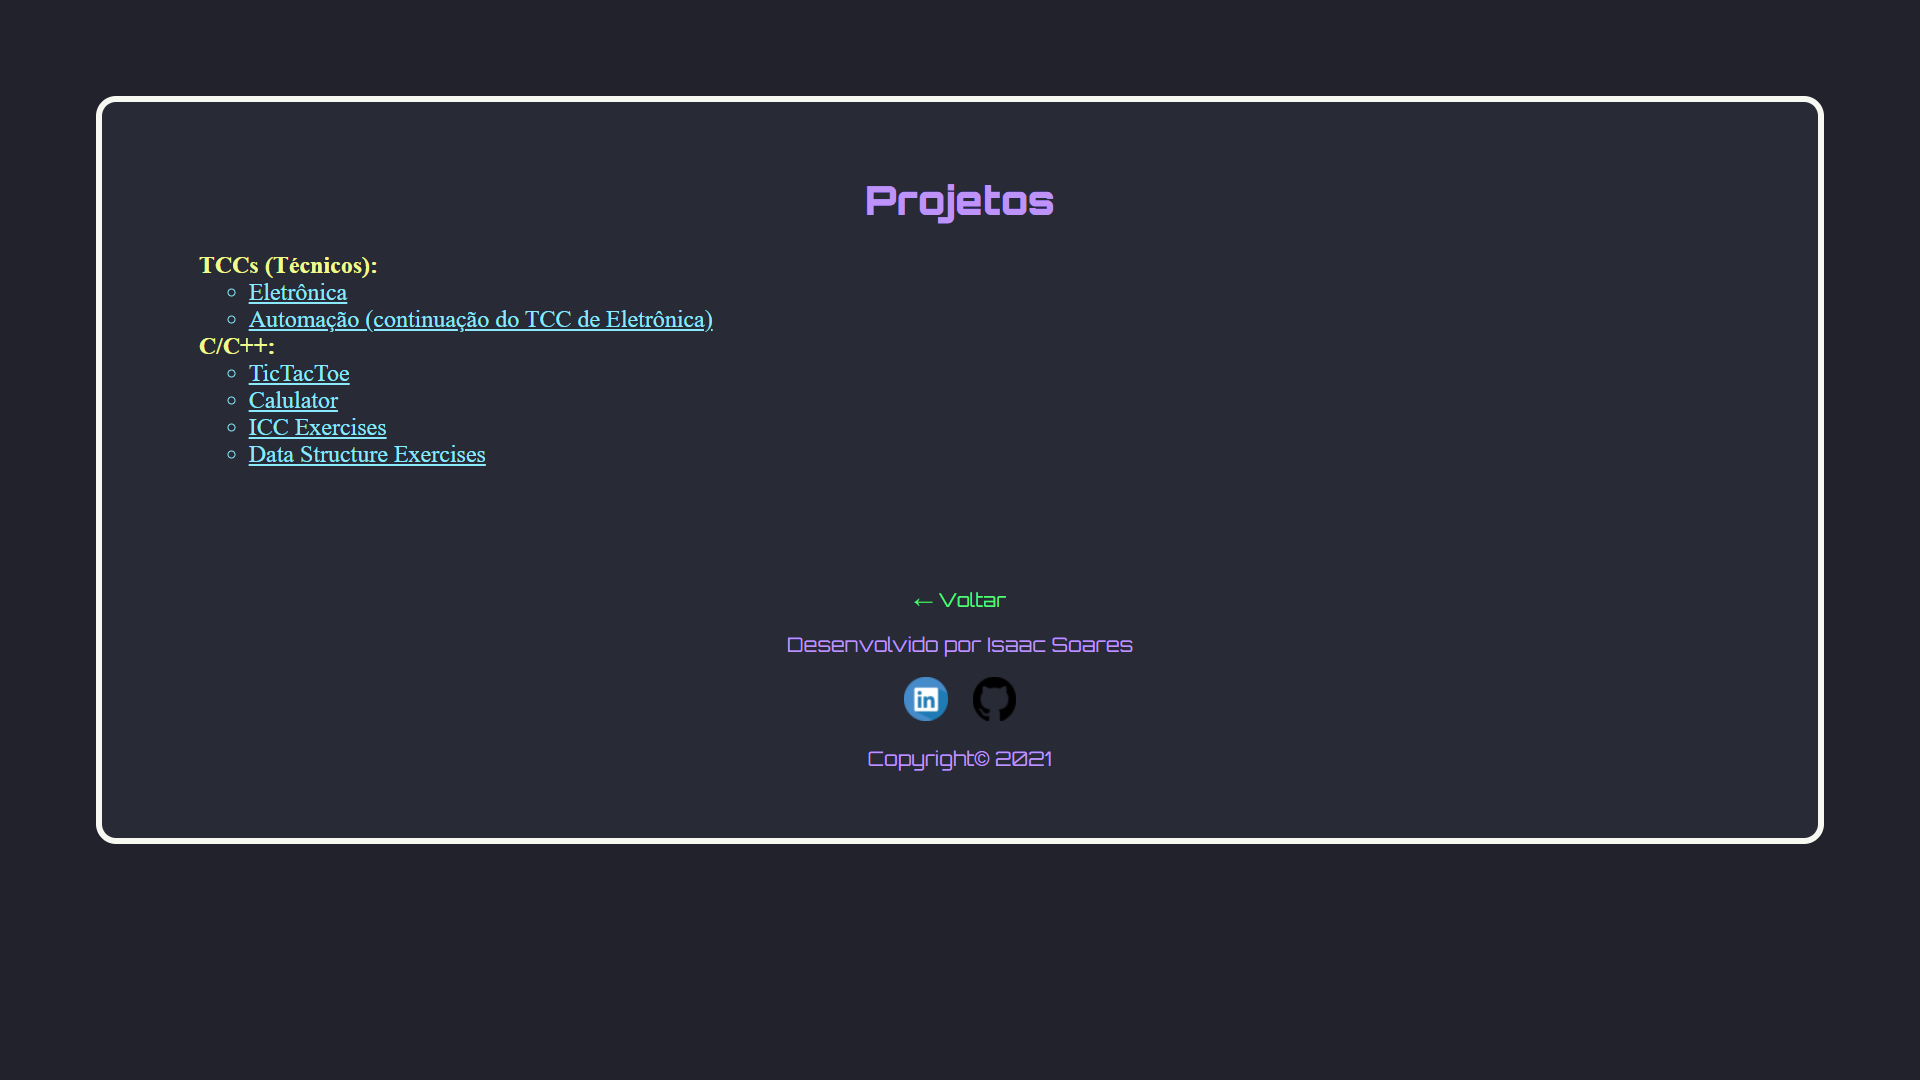 Projetos
TCCs (Técnicos):
Eletrônica
Automação (continuação do TCC de Eletrônica)
C/C++:
TicTacToe
Calulator
ICC Exercises
Data Structure Exercises
← Voltar
Desenvolvido por Isaac Soares
in
Copyright© 2021